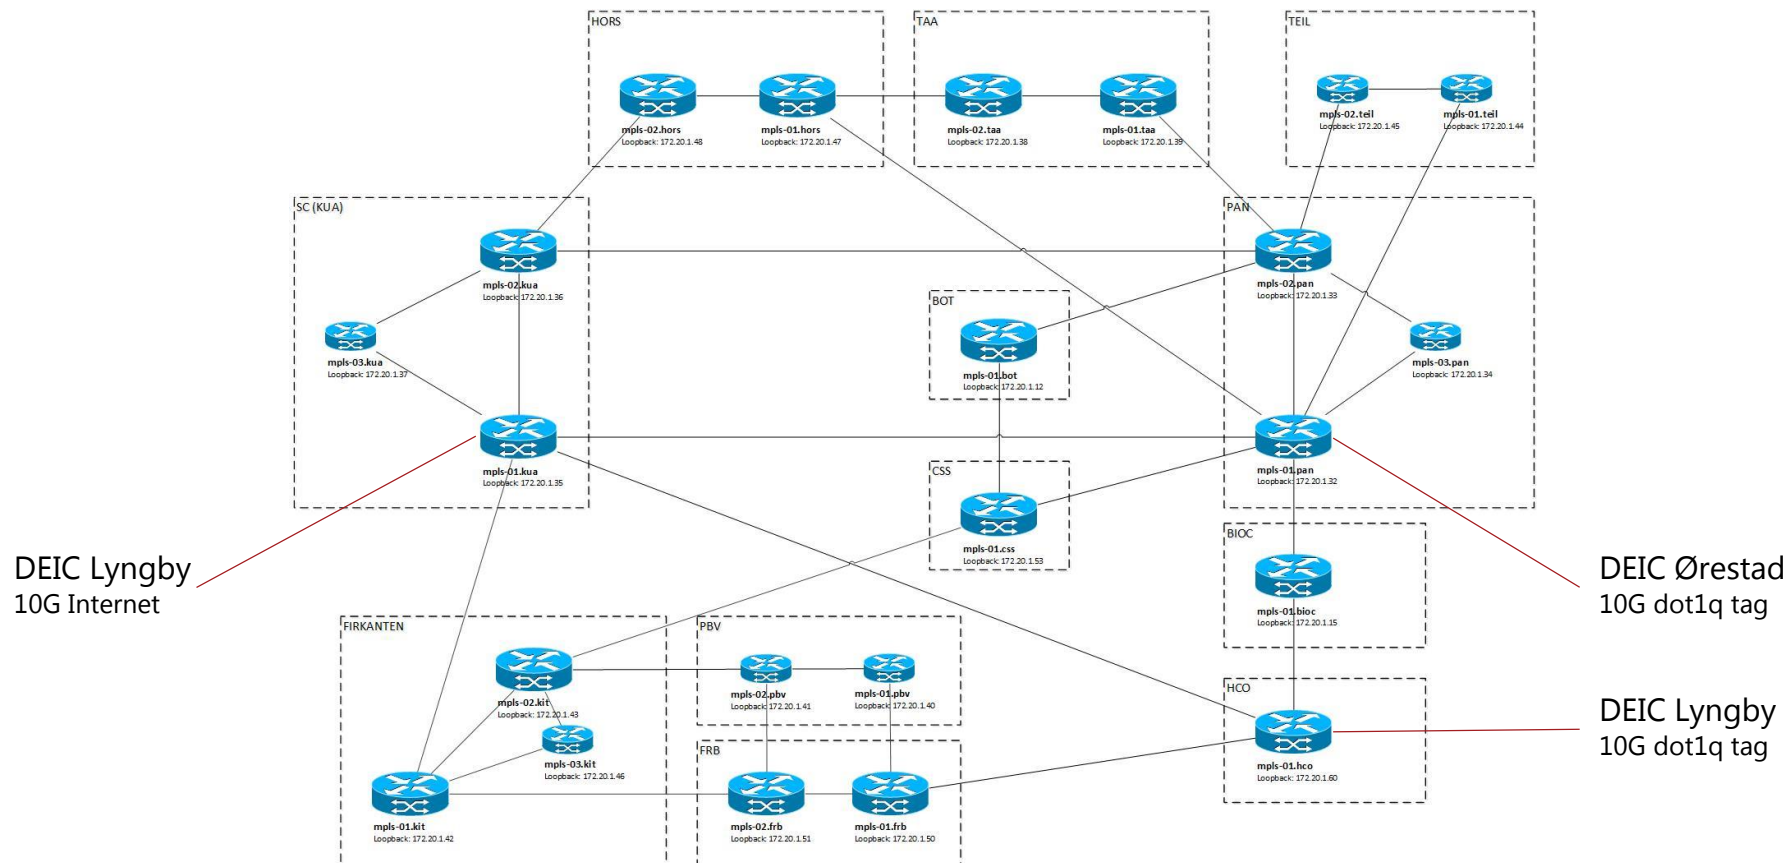 HORS
mpls-02.hors
Loopback: 172.20.1.48
mpls-01.hors
Loopback: 172.20.1.47
TAA
mpls-02.taa
Loopback: 172.20.1.38
mpls-01.taa
Loopback: 172.20.1.39
TEIL
mpls-02.teil
Loopback: 172.20.1.45
mpls-01.teil
Loopback: 172.20.1.44
SC (KUA)
mpls-02.kua
Loopback: 172.20.1.36
mpls-03.kua
Loopback: 172.20.1.37
mpls-01.kua
Loopback: 172.20.1.35
PAN
mpls-02.pan
Loopback: 172.20.1.33
mpls-03.pan
Loopback: 172.20.1.34
mpls-01.pan
Loopback: 172.20.1.32
BOT
mpls-01.bot
Loopback: 172.20.1.12
CSS
mpls-01.css
Loopback: 172.20.1.53
BIOC
mpls-01.bioc
Loopback: 172.20.1.15
DEIC Lyngby
10G Internet
DEIC Ørestad
10G dot1q tag
FIRKANTEN
mpls-02.kit
Loopback: 172.20.1.43
mpls-03.kit
Loopback: 172.20.1.46
mpls-01.kit
Loopback: 172.20.1.42
PBV
mpls-02.pbv
Loopback: 172.20.1.41
mpls-01.pbv
Loopback: 172.20.1.40
FRB
mpls-02.frb
Loopback: 172.20.1.51
mpls-01.frb
Loopback: 172.20.1.50
HCO
mpls-01.hco
Loopback: 172.20.1.60
DEIC Lyngby
10G dot1q tag